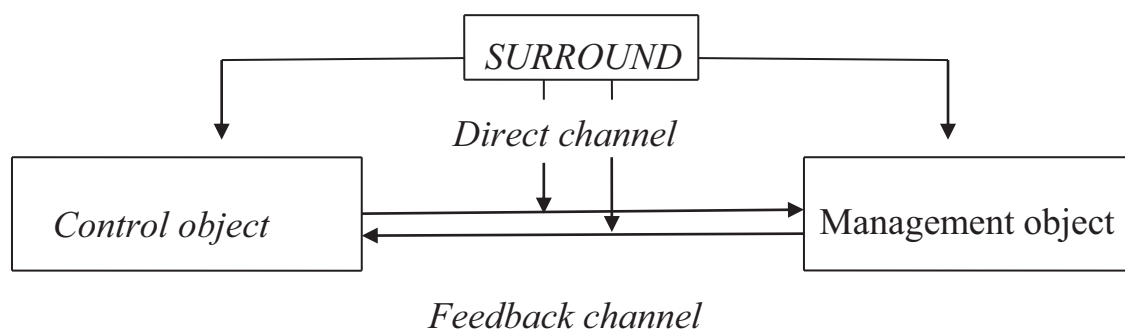 SURROUND
Direct channel
Control object
Management object
Feedback channel